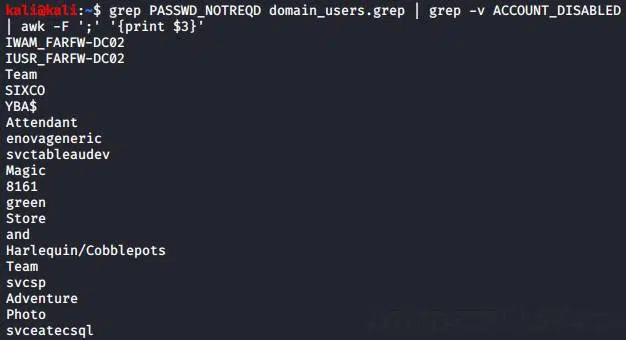 kali@kali:~$ grep PASSWD_NOTREQD domain_users.grep | grep -v ACCOUNT_DISABLED
| awk -F ';' '{print $3}'
IWAM_FARFW-DC02
IUSR_FARFW-DC02
Team
SIXCO
YBA$
Attendant
enovageneric
svctableaudev
Magic
8161
green
Store
and
Harlequin/Cobblepots
Team
svcsp
Adventure
Photo
svceatecsql